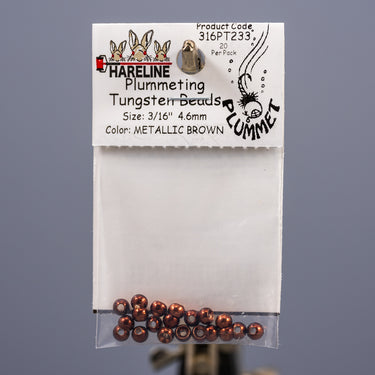 Product Code
316PT233
20
Per Pack
HARELINE
Plummeting
Tungsten Beads
Size: 3/16" 4.6mm
Color: METALLIC BROWN
PLUMMET